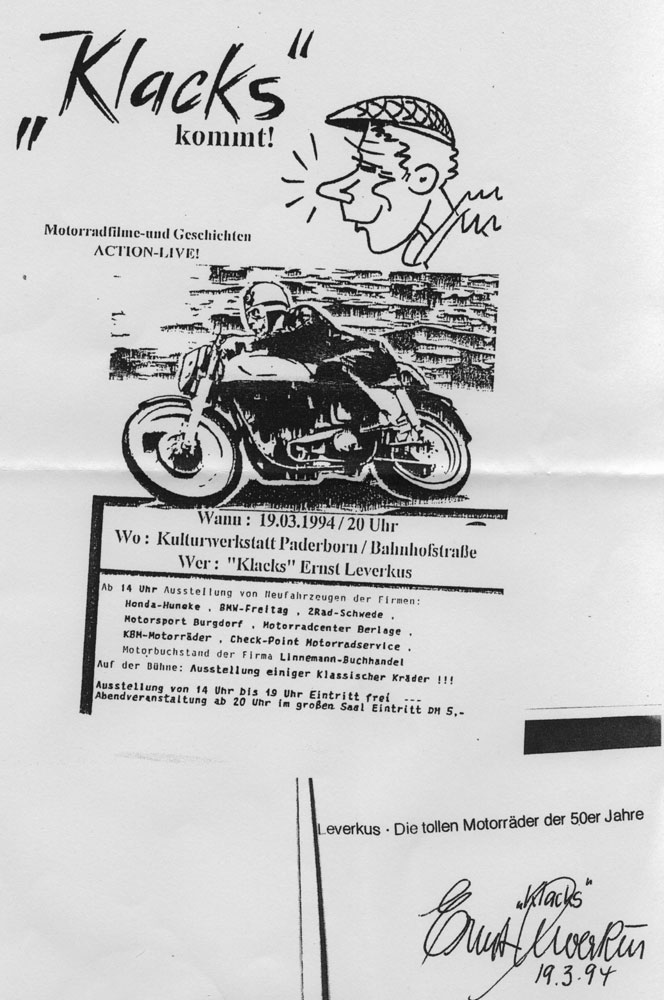 „Klacks“
kommt!
Motorradfilme-und Geschichten
ACTION-LIVE!
Wann : 19.03.1994 / 20 Uhr
Wo : Kulturwerkstatt Paderborn / Bahnhofstraße
Wer : "Klacks" Ernst Leverkus
Ab 14 Uhr Ausstellung von Neufahrzeugen der Firmen:
Honda-Huneke , BMW-Freitag , 2Rad-Schwede ,
Motorsport Burgdorf , Motorradcenter Berlage ,
KBM-Motorräder , Check-Point Motorradservice ,
Motorbuchstand der Firma Linnemann-Buchhandel
Auf der Bühne: Ausstellung einiger Klassischer Kräder !!!
Ausstellung von 14 Uhr bis 19 Uhr Eintritt frei ---
Abendveranstaltung ab 20 Uhr im großen Saal Eintritt DM 5,-
Leverkus · Die tollen Motorräder der 50er Jahre
„Klacks“
Ernst Leverkus
19.3.94